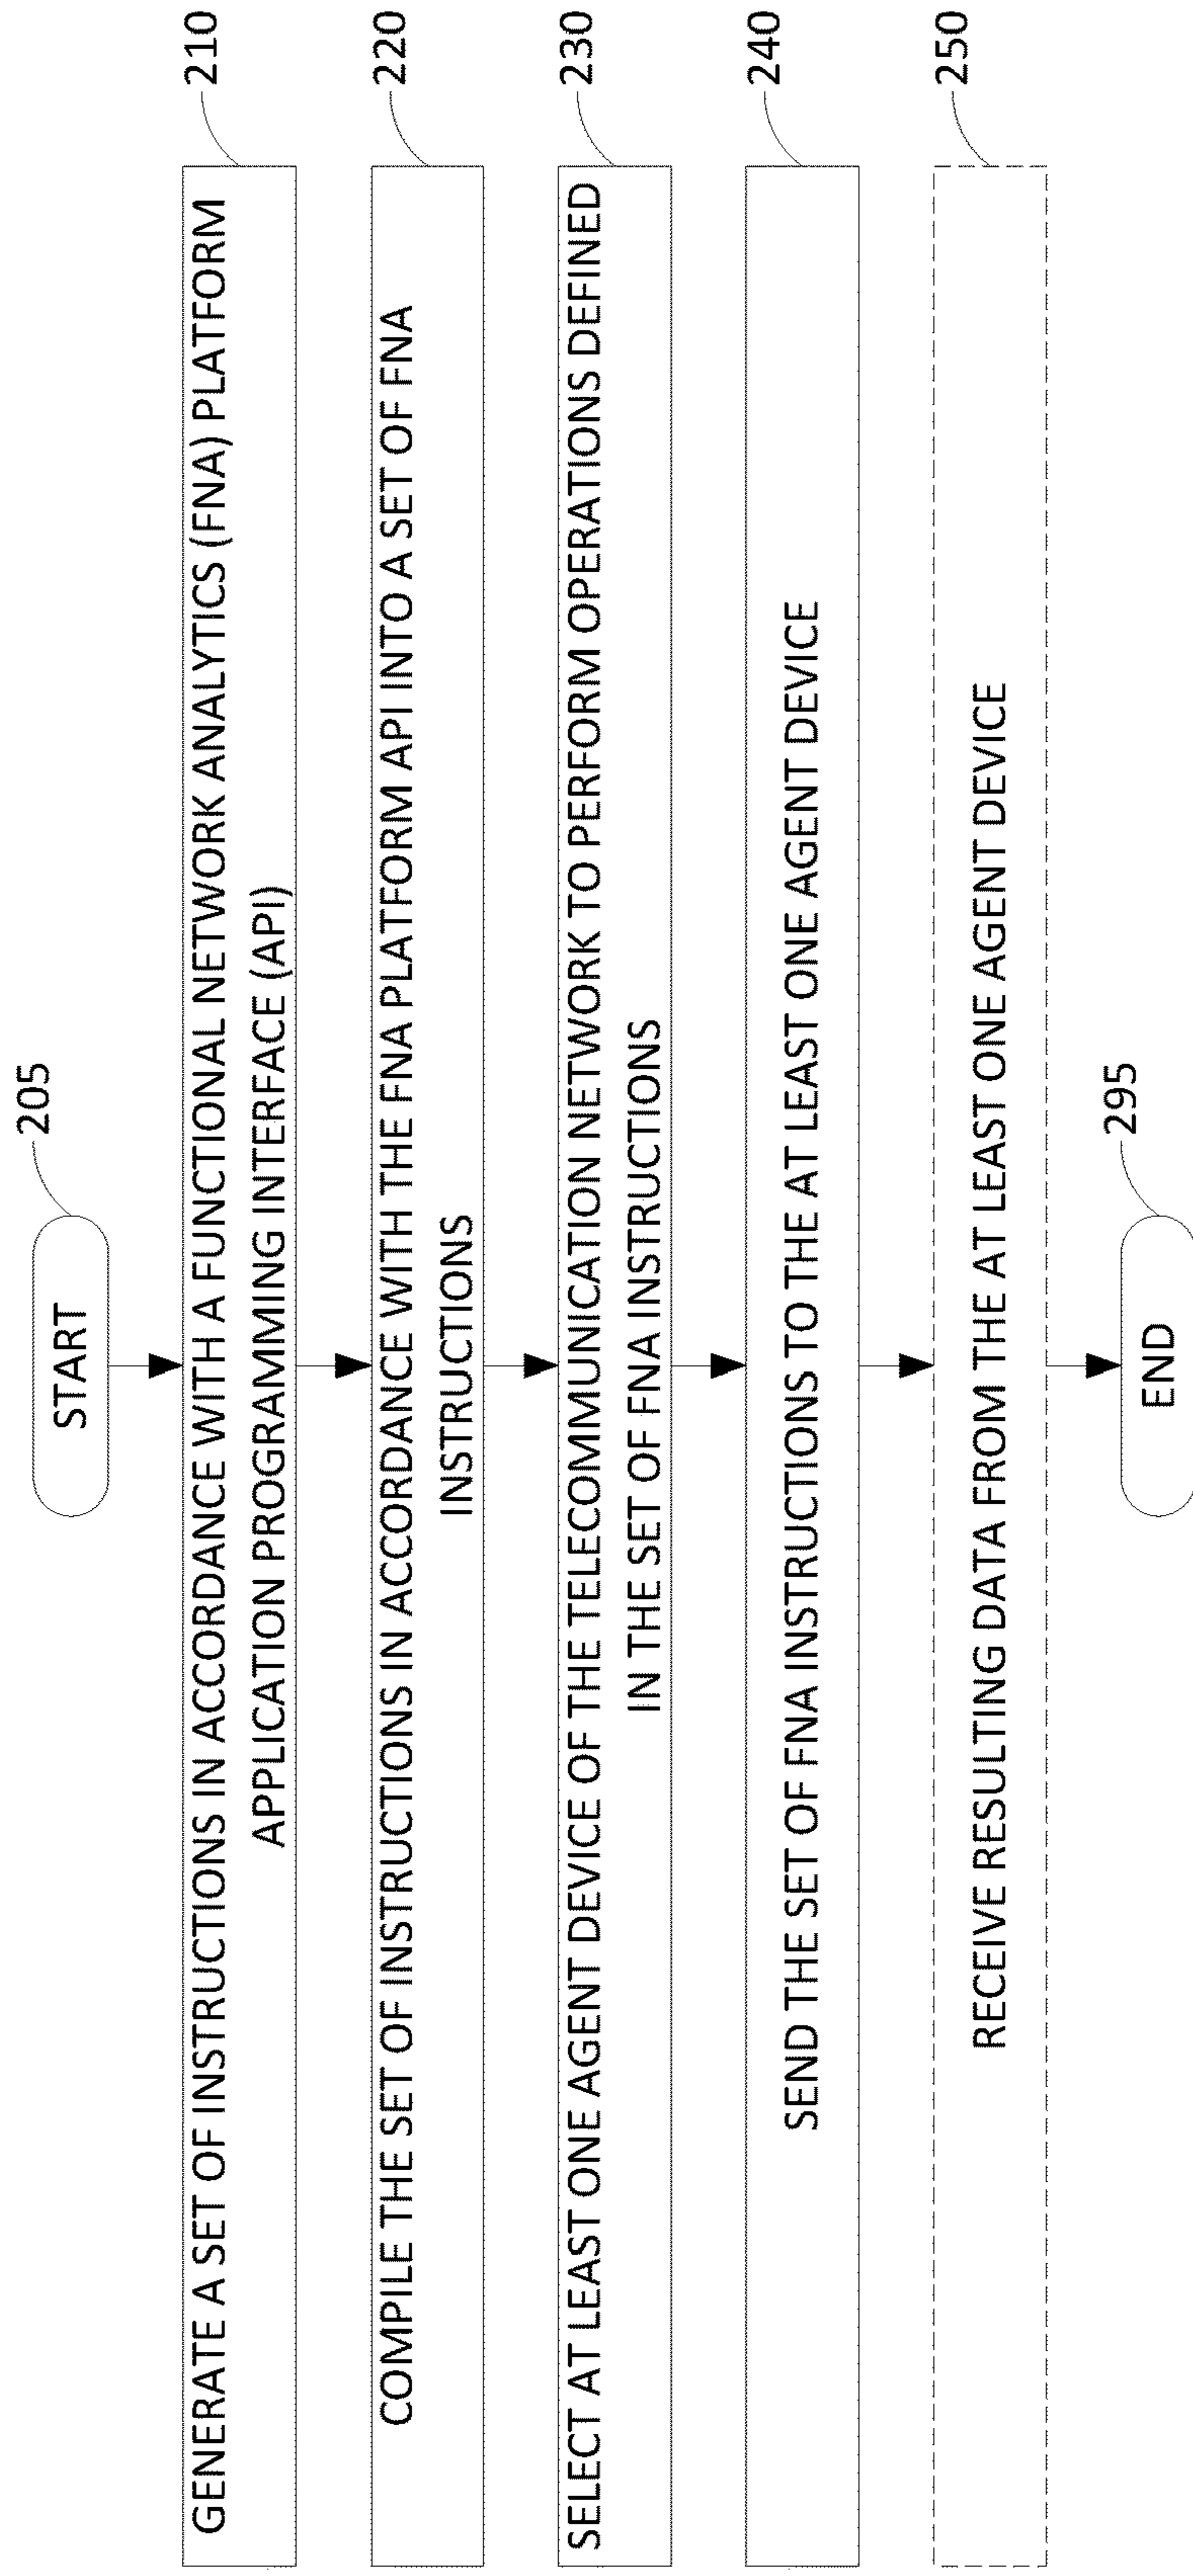 START
205
GENERATE A SET OF INSTRUCTIONS IN ACCORDANCE WITH A FUNCTIONAL NETWORK ANALYTICS (FNA) PLATFORM
APPLICATION PROGRAMMING INTERFACE (API)
210
COMPILE THE SET OF INSTRUCTIONS IN ACCORDANCE WITH THE FNA PLATFORM API INTO A SET OF FNA
INSTRUCTIONS
220
SELECT AT LEAST ONE AGENT DEVICE OF THE TELECOMMUNICATION NETWORK TO PERFORM OPERATIONS DEFINED
IN THE SET OF FNA INSTRUCTIONS
230
SEND THE SET OF FNA INSTRUCTIONS TO THE AT LEAST ONE AGENT DEVICE
240
RECEIVE RESULTING DATA FROM THE AT LEAST ONE AGENT DEVICE
250
END
295